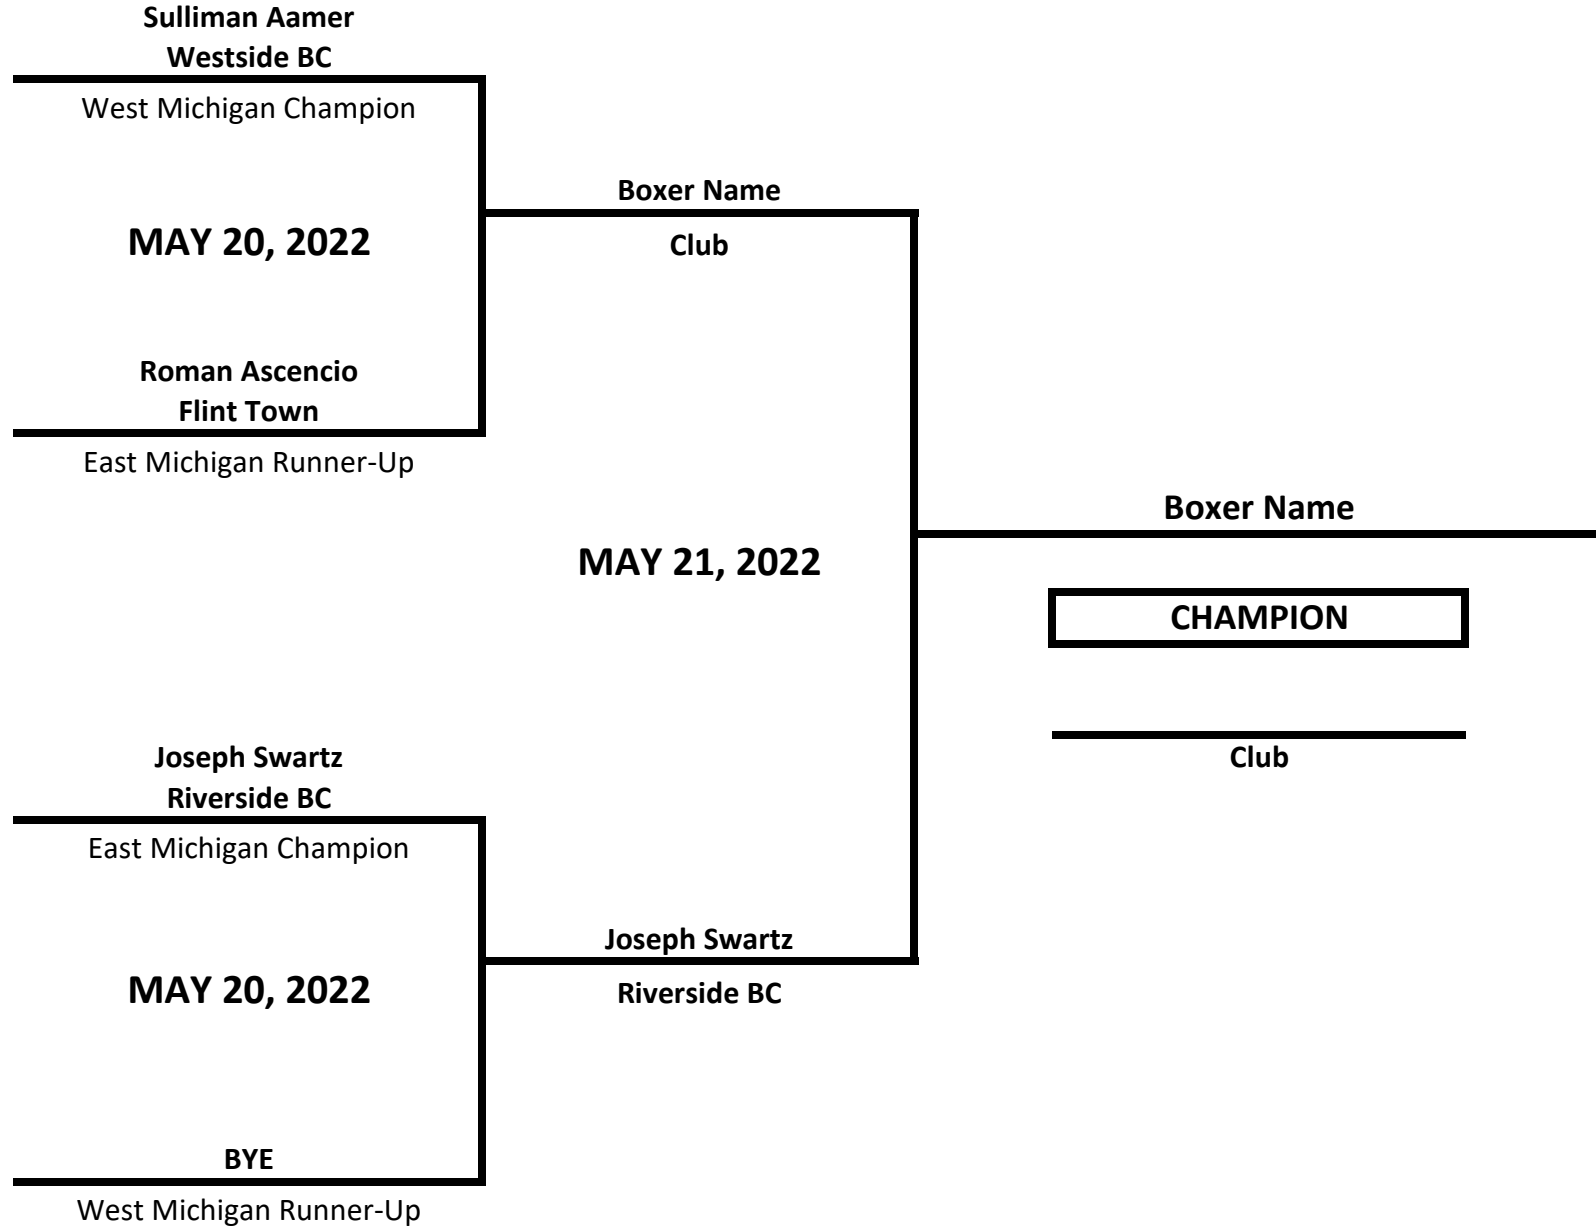 Sulliman Aamer
Westside BC
West Michigan Champion
MAY 20, 2022
Roman Ascencio
Flint Town
East Michigan Runner-Up
Boxer Name
Club
MAY 21, 2022
Boxer Name
CHAMPION
Club
Joseph Swartz
Riverside BC
East Michigan Champion
MAY 20, 2022
BYE
West Michigan Runner-Up
Joseph Swartz
Riverside BC